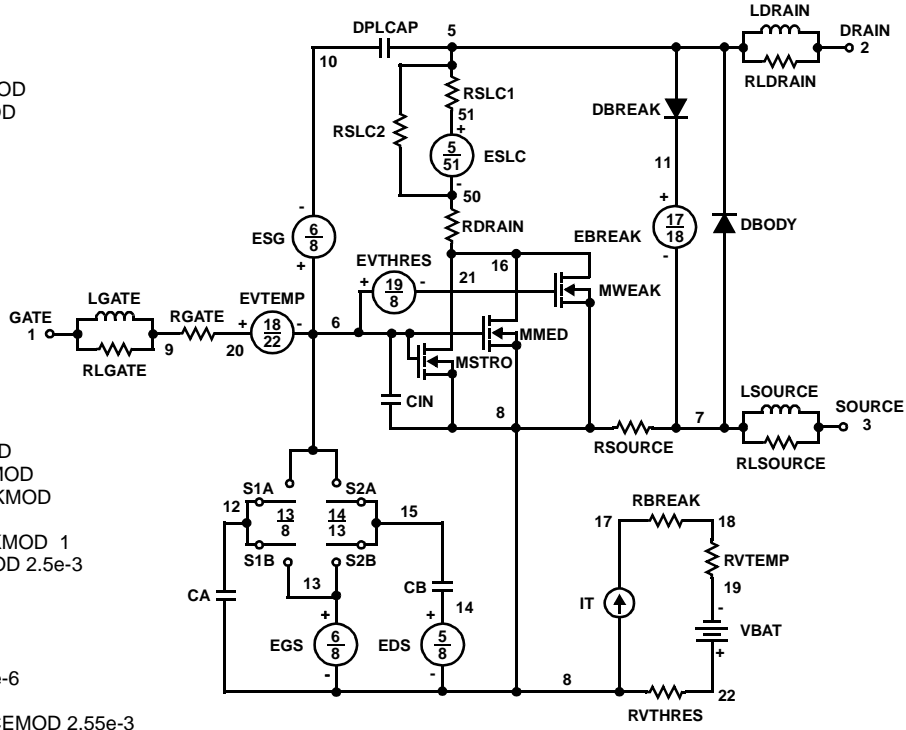 LDRAIN
DPLCAP 5 DRAIN
10 2
RLDRAIN
OD
OD
RSLC1
51
DBREAK
RSLC2
+
5
51
ESLC
11
-
50
-
RDRAIN
+
17
18
EBREAK
DBODY
ESG
6
8
+
EVTHRES
16
-
+ 19
8
- 21
MWEAK
LGATE EVTEMP
GATE RGATE
1
+ 18
22
- 6
MMED
9 20
MSTRO
RLGATE
LSOURCE
CIN
8 7
SOURCE
3
RSOURCE
RLSOURCE
D
MOD
KMOD
S1A S2A
12
13
8
14
13
15
RBREAK
17 18
EMOD 1
OD 2.5e-3
S1B S2B
RVTEMP
13
CB
19
CA
14
IT
-
+ +
VBAT
EGS
6
8
EDS
5
8
+
- -
8
22
e-6
RVTHRES
CEMOD 2.55e-3